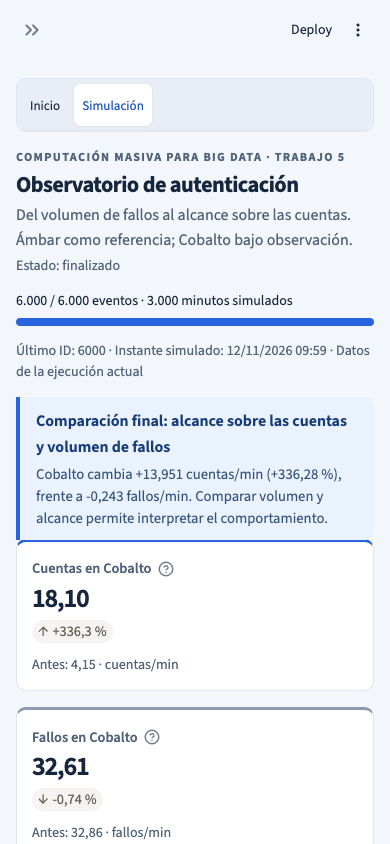 Deploy
Inicio Simulación
COMPUTACIÓN MASIVA PARA BIG DATA · TRABAJO 5
Observatorio de autenticación
Del volumen de fallos al alcance sobre las cuentas.
Ámbar como referencia; Cobalto bajo observación.
Estado: finalizado
6.000 / 6.000 eventos · 3.000 minutos simulados
Último ID: 6000 · Instante simulado: 12/11/2026 09:59 · Datos
de la ejecución actual
Comparación final: alcance sobre las cuentas
y volumen de fallos
Cobalto cambia +13,951 cuentas/min (+336,28 %),
frente a -0,243 fallos/min. Comparar volumen y
alcance permite interpretar el comportamiento.
Cuentas en Cobalto
18,10
↑ +336,3 %
Antes: 4,15 · cuentas/min
Fallos en Cobalto
32,61
↓ -0,74 %
Antes: 32,86 · fallos/min